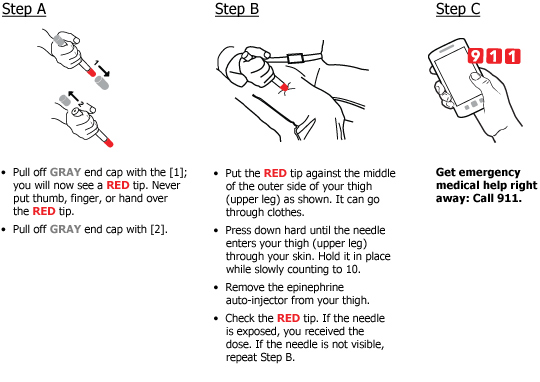 Step A
1
2
• Pull off GRAY end cap with the [1];
you will now see a RED tip. Never
put thumb, finger, or hand over
the RED tip.
• Pull off GRAY end cap with [2].
Step B
• Put the RED tip against the middle
of the outer side of your thigh
(upper leg) as shown. It can go
through clothes.
• Press down hard until the needle
enters your thigh (upper leg)
through your skin. Hold it in place
while slowly counting to 10.
• Remove the epinephrine
auto-injector from your thigh.
• Check the RED tip. If the needle
is exposed, you received the
dose. If the needle is not visible,
repeat Step B.
Step C
911
Get emergency
medical help right
away: Call 911.